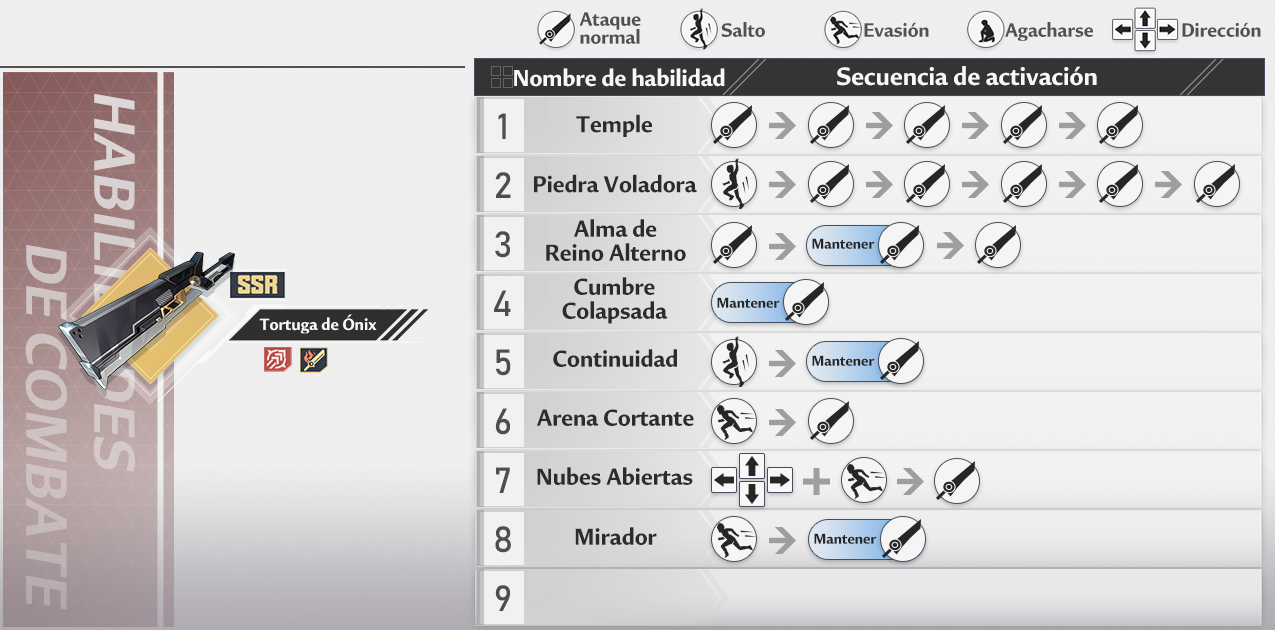 Ataque
normal
Salto
Evasión
Agacharse
Dirección
Nombre de habilidad
Secuencia de activación
HABILIDADES
DE COMBATE
SSR
Tortuga de Ónix
1
Temple
2
Piedra Voladora
3
Alma de
Reino Alterno
Mantener
4
Cumbre
Colapsada
Mantener
5
Continuidad
Mantener
6
Arena Cortante
7
Nubes Abiertas
8
Mirador
Mantener
9